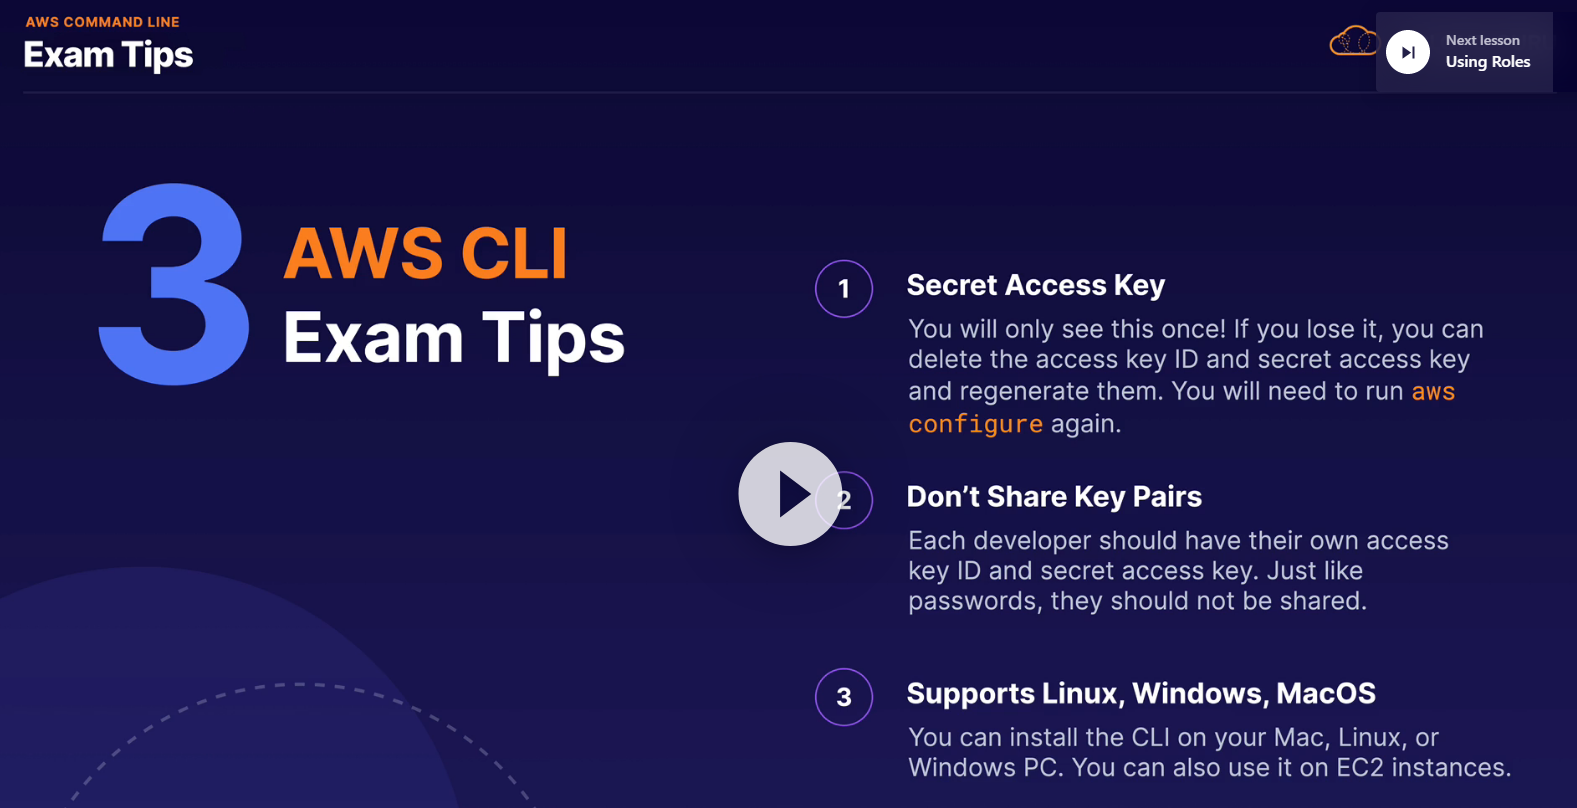 AWS COMMAND LINE
Exam Tips
Next lesson
Using Roles
3
AWS CLI
Exam Tips
1
Secret Access Key
You will only see this once! If you lose it, you can
delete the access key ID and secret access key
and regenerate them. You will need to run aws
configure again.
2
Don’t Share Key Pairs
Each developer should have their own access
key ID and secret access key. Just like
passwords, they should not be shared.
3
Supports Linux, Windows, MacOS
You can install the CLI on your Mac, Linux, or
Windows PC. You can also use it on EC2 instances.